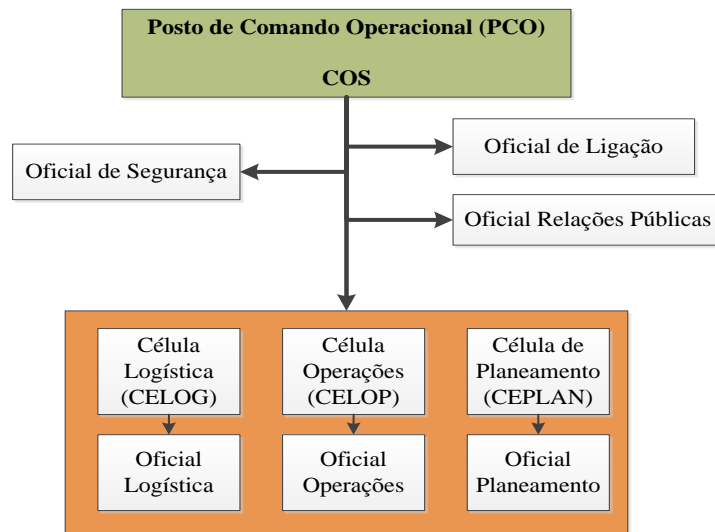 Posto de Comando Operacional (PCO)
COS
Oficial de Ligação
Oficial de Segurança
Oficial Relações Públicas
Célula
Logística
(CELOG)
Célula
Operações
(CELOP)
Célula de
Planeamento
(CEPLAN)
Oficial
Logística
Oficial
Operações
Oficial
Planeamento